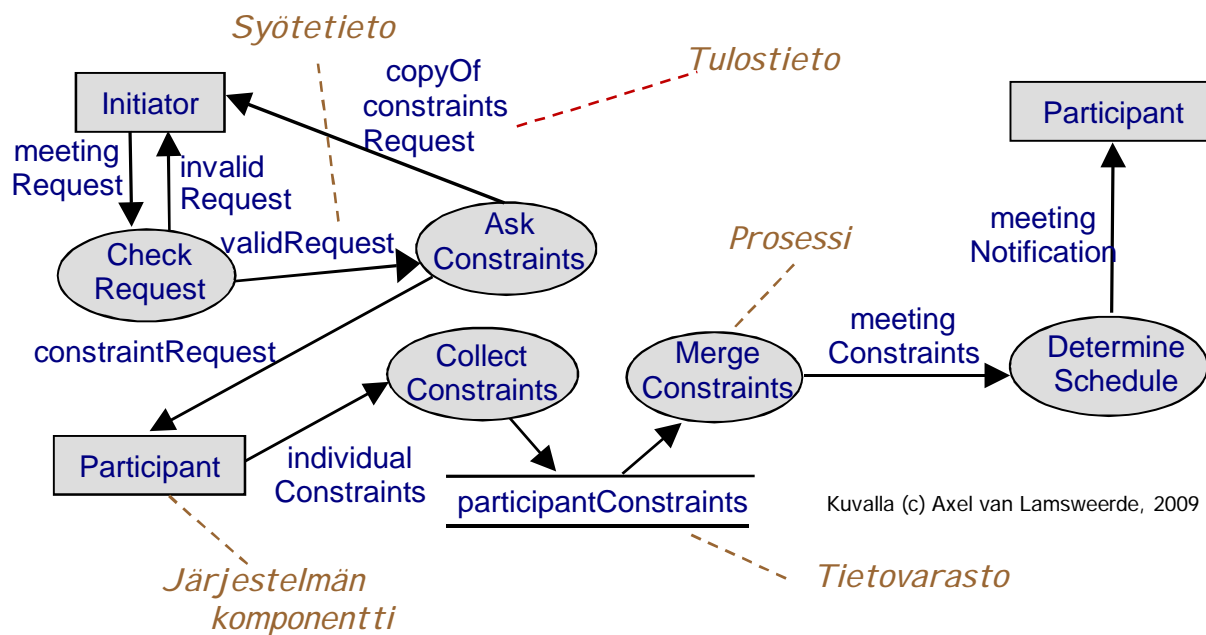 Syötetieto
copyOf
constraints
Request
Tulostieto
Initiator
Participant
meeting
Request
invalid
Request
validRequest
Ask
Constraints
Check
Request
Prosessi
meeting
Notification
constraintRequest
Collect
Constraints
Merge
Constraints
meeting
Constraints
Determine
Schedule
Participant
individual
Constraints
participantConstraints
Kuvalla (c) Axel van Lamsweerde, 2009
Järjestelmän
komponentti
Tietovarasto